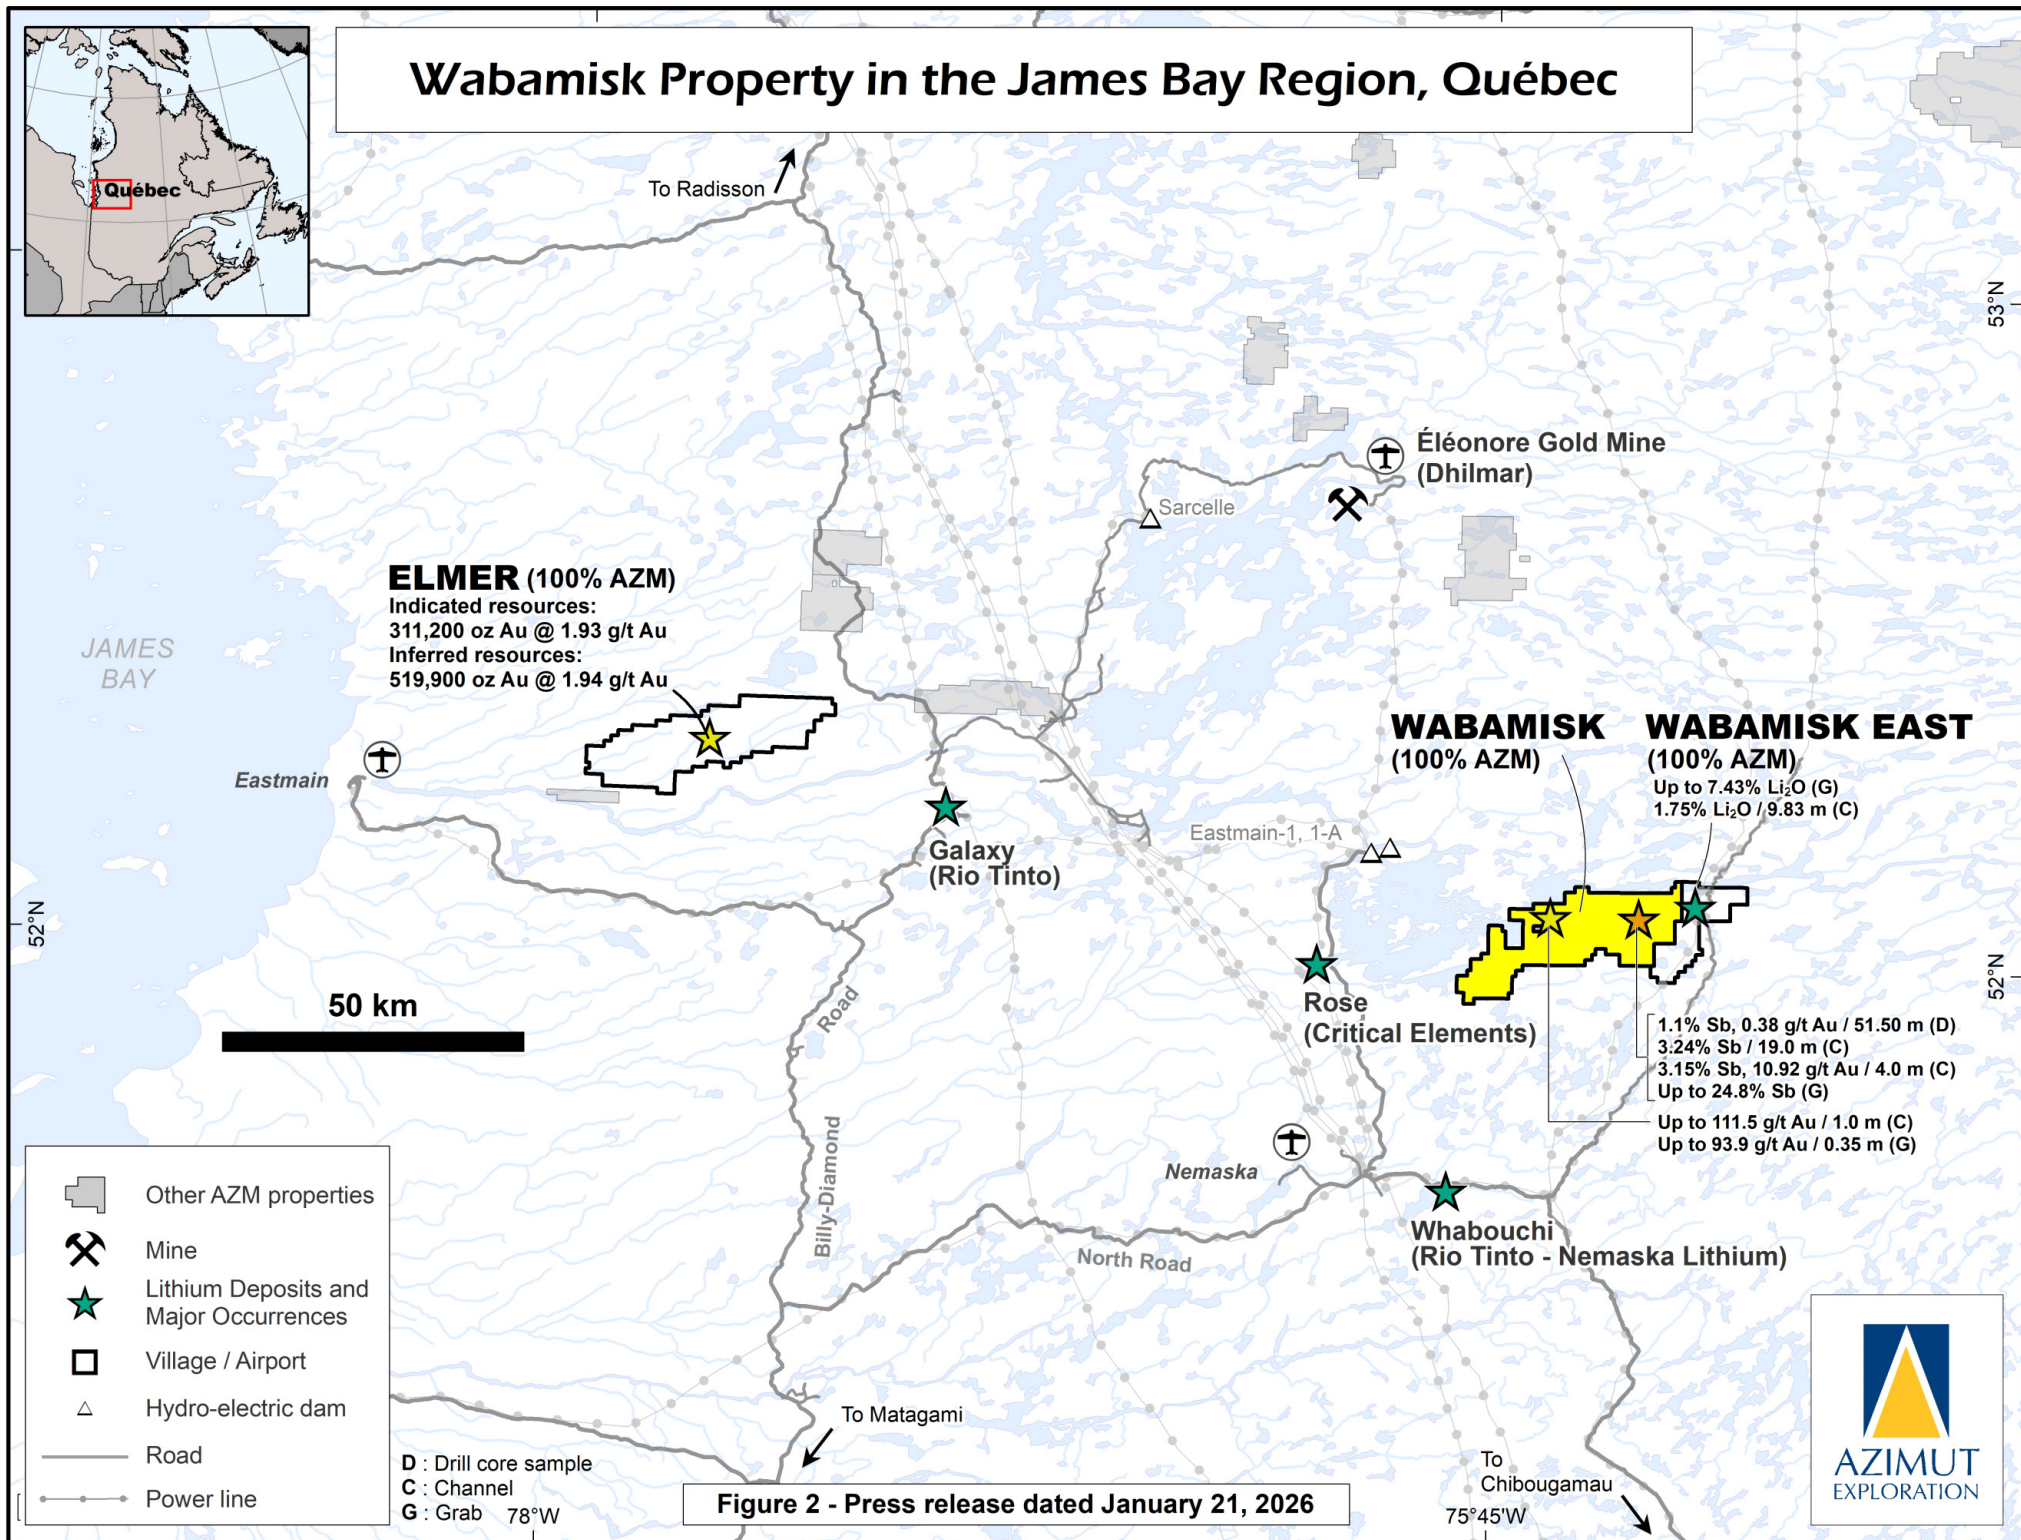 Wabamisk Property in the James Bay Region, Québec
Québec
To Radisson
53°N
Éléonore Gold Mine
(Dhilmar)
Sarcelle
ELMER (100% AZM)
Indicated resources:
311,200 oz Au @ 1.93 g/t Au
Inferred resources:
519,900 oz Au @ 1.94 g/t Au
JAMES
BAY
Eastmain
WABAMISK
(100% AZM)
WABAMISK EAST
(100% AZM)
Up to 7.43% Li₂O (G)
1.75% Li₂O / 9.83 m (C)
Eastmain-1, 1-A
Galaxy
(Rio Tinto)
52°N
52°N
Rose
(Critical Elements)
50 km
Road
Billy-Diamond
1.1% Sb, 0.38 g/t Au / 51.50 m (D)
3.24% Sb / 19.0 m (C)
3.15% Sb, 10.92 g/t Au / 4.0 m (C)
Up to 24.8% Sb (G)
Up to 111.5 g/t Au / 1.0 m (C)
Up to 93.9 g/t Au / 0.35 m (G)
Nemaska
Whabouchi
(Rio Tinto - Nemaska Lithium)
North Road
Other AZM properties
Mine
Lithium Deposits and
Major Occurrences
Village / Airport
Hydro-electric dam
Road
Power line
To Matagami
D : Drill core sample
C : Channel
G : Grab
78°W
Figure 2 - Press release dated January 21, 2026
75°45'W
To
Chibougamau
AZIMUT
EXPLORATION